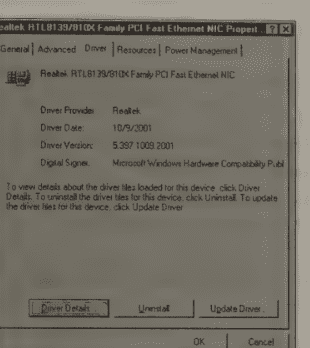 Realtek RTL8139/810X Family PCI Fast Ethernet NIC Propert... ? X
General Advanced Driver Resources Power Management
Realtek RTL8139/810X Family PCI Fast Ethernet NIC
Driver Provider: Realtek
Driver Date: 10/9/2001
Driver Version: 5.397.1009.2001
Digital Signer: Microsoft Windows Hardware Compatibility Publ
To view details about the driver files loaded for this device, click Driver
Details. To uninstall the driver files for this device, click Uninstall. To update
the driver files for this device, click Update Driver.
Driver Details... Uninstall Update Driver...
OK Cancel